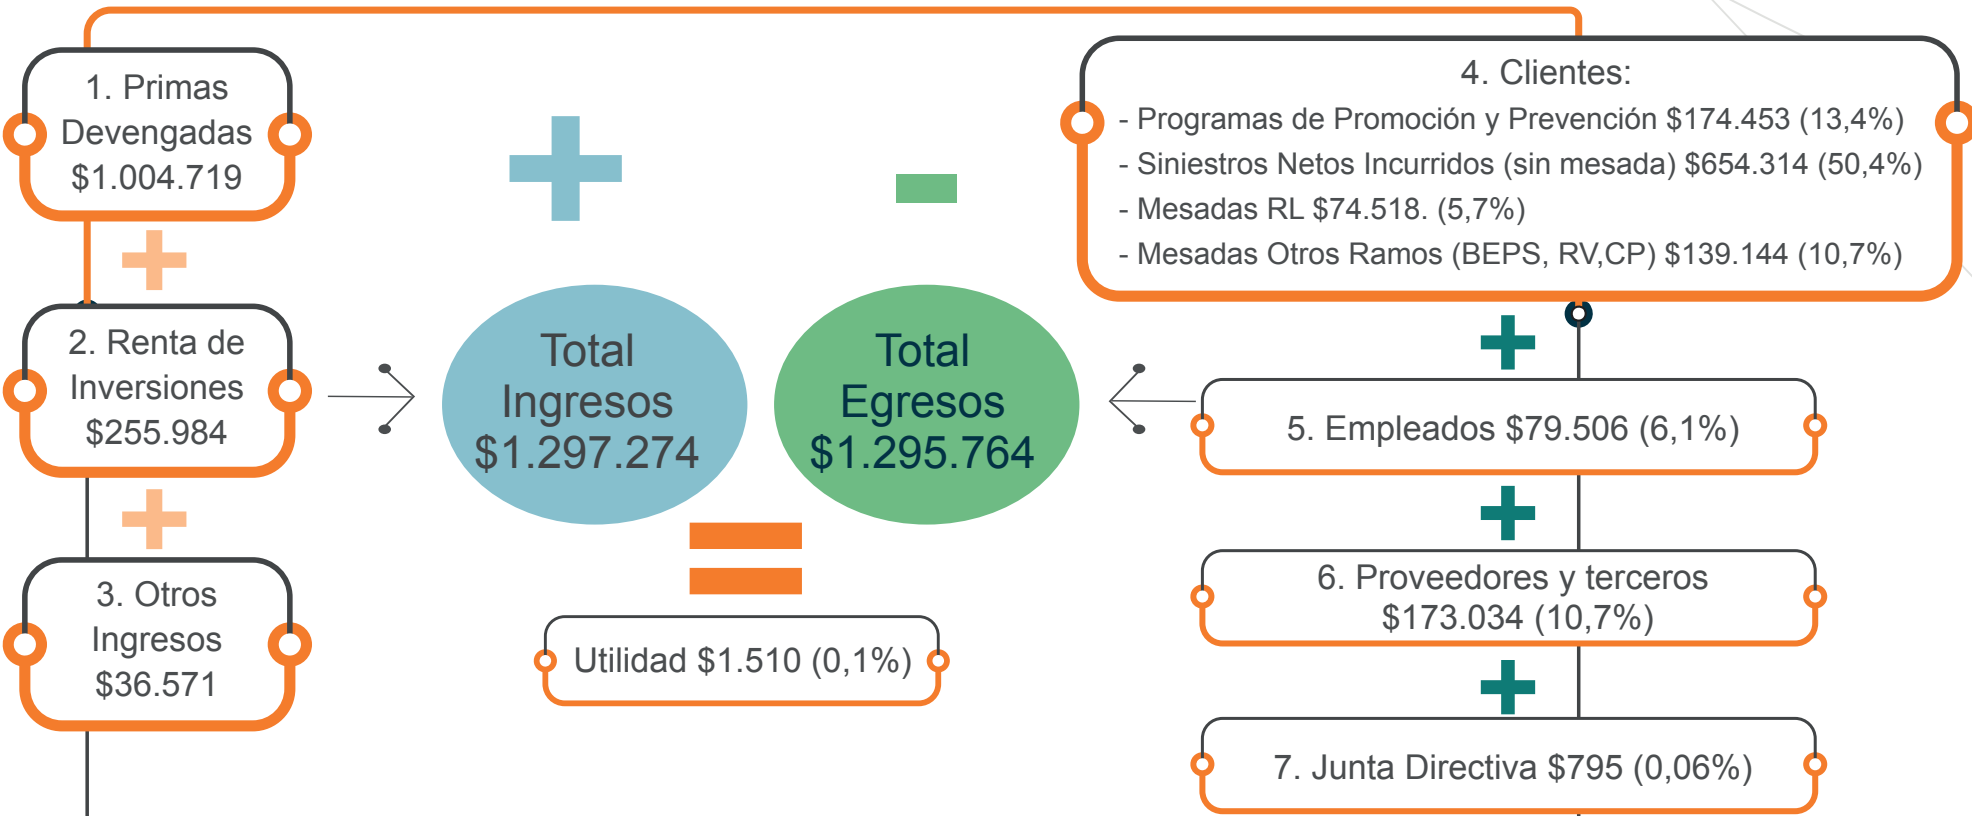 1. Primas
Devengadas
$1.004.719
2. Renta de
Inversiones
$255.984
3. Otros
Ingresos
$36.571
Total
Ingresos
$1.297.274
Total
Egresos
$1.295.764
Utilidad $1.510 (0,1%)
4. Clientes:
- Programas de Promoción y Prevención $174.453 (13,4%)
- Siniestros Netos Incurridos (sin mesada) $654.314 (50,4%)
- Mesadas RL $74.518. (5,7%)
- Mesadas Otros Ramos (BEPS, RV,CP) $139.144 (10,7%)
5. Empleados $79.506 (6,1%)
6. Proveedores y terceros
$173.034 (10,7%)
7. Junta Directiva $795 (0,06%)